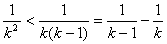 1/k² < 1/(k(k−1)) = 1/(k−1) − 1/k